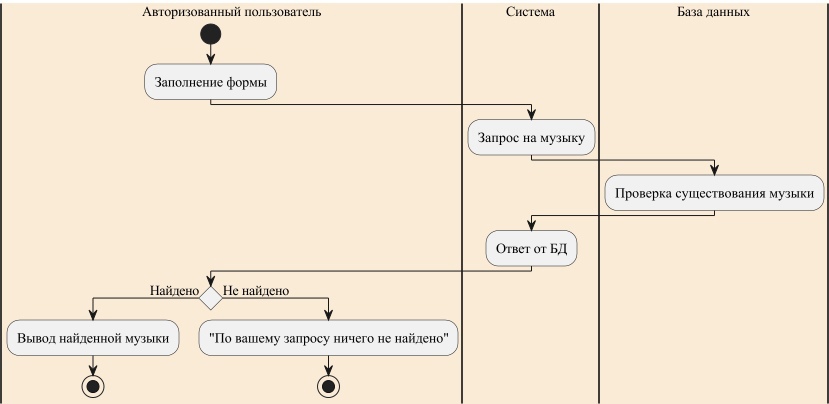 Авторизованный пользователь
Система
База данных
Заполнение формы
Запрос на музыку
Проверка существования музыки
Ответ от БД
Найдено
Не найдено
Вывод найденной музыки
"По вашему запросу ничего не найдено"